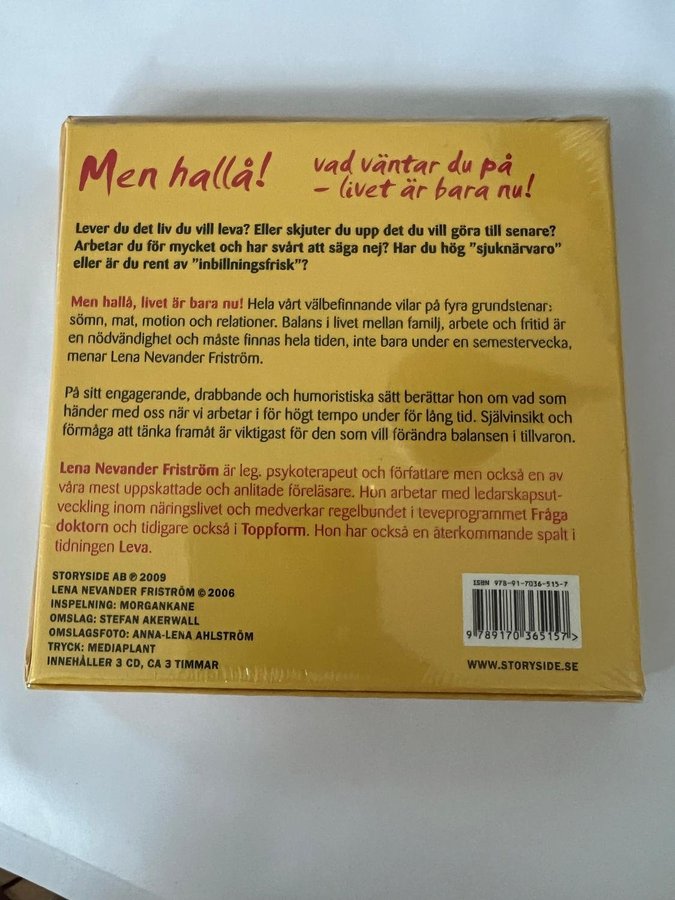 Men hallå! vad väntar du på
– livet är bara nu!
Lever du det liv du vill leva? Eller skjuter du upp det du vill göra till senare?
Arbetar du för mycket och har svårt att säga nej? Har du hög ”sjuknärvaro”
eller är du rent av ”inbillningsfrisk”?
Men hallå, livet är bara nu! Hela vårt välbefinnande vilar på fyra grundstenar:
sömn, mat, motion och relationer. Balans i livet mellan familj, arbete och fritid är
en nödvändighet och måste finnas hela tiden, inte bara under en semestervecka,
menar Lena Nevander Friström.
På sitt engagerande, drabbande och humoristiska sätt berättar hon om vad som
händer med oss när vi arbetar i för högt tempo under för lång tid. Självinsikt och
förmåga att tänka framåt är viktigast för den som vill förändra balansen i tillvaron.
Lena Nevander Friström är leg. psykoterapeut och författare men också en av
våra mest uppskattade och anlitade föreläsare. Hon arbetar med ledarskapsut-
veckling inom näringslivet och medverkar regelbundet i teveprogrammet Fråga
doktorn och tidigare också i Toppform. Hon har också en återkommande spalt i
tidningen Leva.
STORYSIDE AB ℗ 2009
LENA NEVANDER FRISTRÖM © 2006
INSPELNING: MORGANKANE
OMSLAG: STEFAN AKERWALL
OMSLAGSFOTO: ANNA-LENA AHLSTRÖM
TRYCK: MEDIAPLANT
INNEHÅLLER 3 CD, CA 3 TIMMAR
ISBN 978-91-7036-515-7
9 789170 365157 >
WWW.STORYSIDE.SE